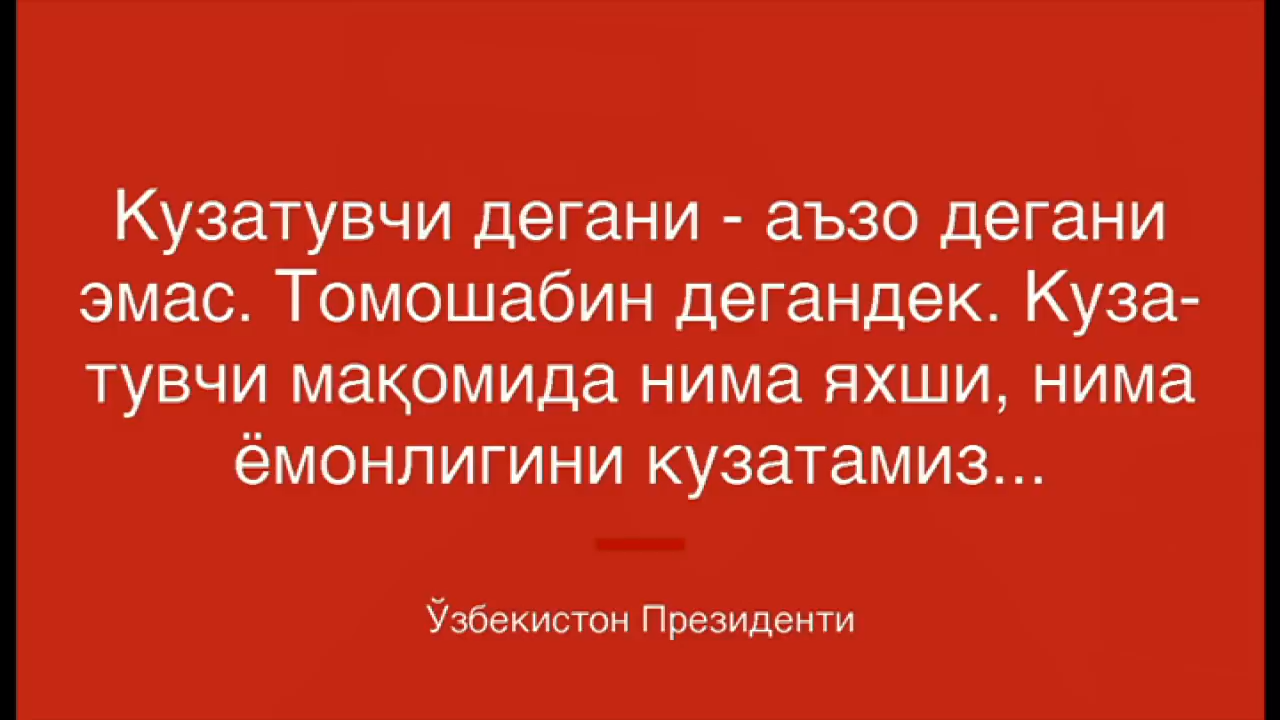 Кузатувчи дегани - аъзо дегани
эмас. Томошабин дегандек. Куза-
тувчи мақомида нима яхши, нима
ёмонлигини кузатамиз...
Ўзбекистон Президенти